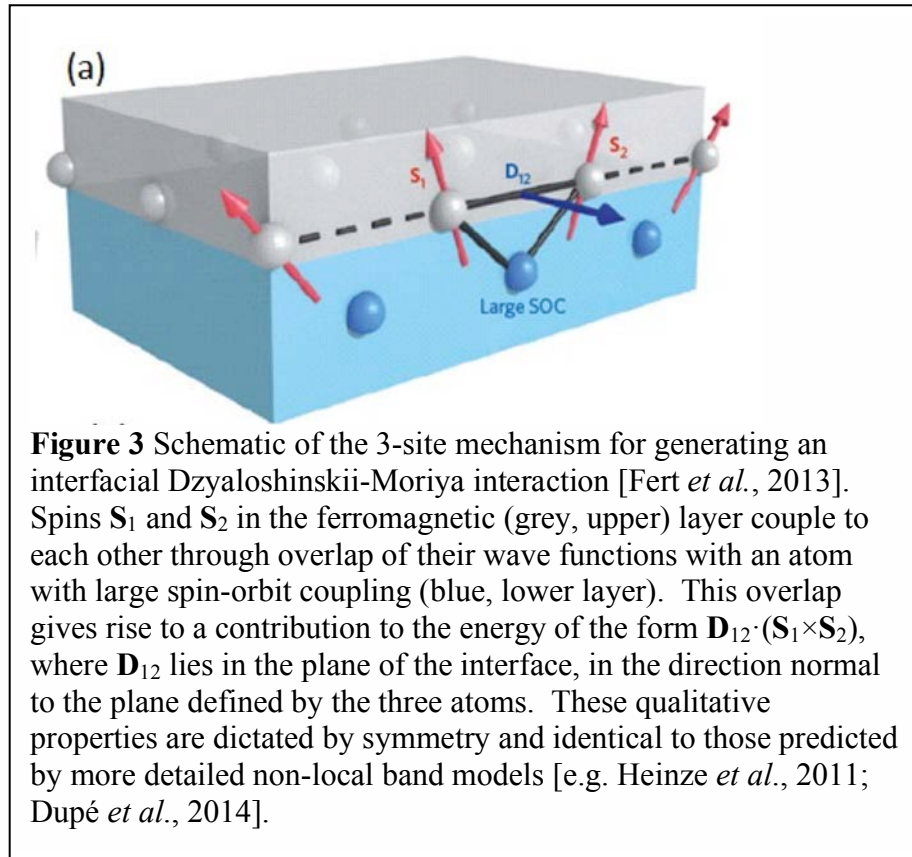 (a)
S₁
S₂
D₁₂
Large SOC
Figure 3 Schematic of the 3-site mechanism for generating an
interfacial Dzyaloshinskii-Moriya interaction [Fert et al., 2013].
Spins S₁ and S₂ in the ferromagnetic (grey, upper) layer couple to
each other through overlap of their wave functions with an atom
with large spin-orbit coupling (blue, lower layer). This overlap
gives rise to a contribution to the energy of the form D₁₂·(S₁×S₂),
where D₁₂ lies in the plane of the interface, in the direction normal
to the plane defined by the three atoms. These qualitative
properties are dictated by symmetry and identical to those predicted
by more detailed non-local band models [e.g. Heinze et al., 2011;
Dupé et al., 2014].